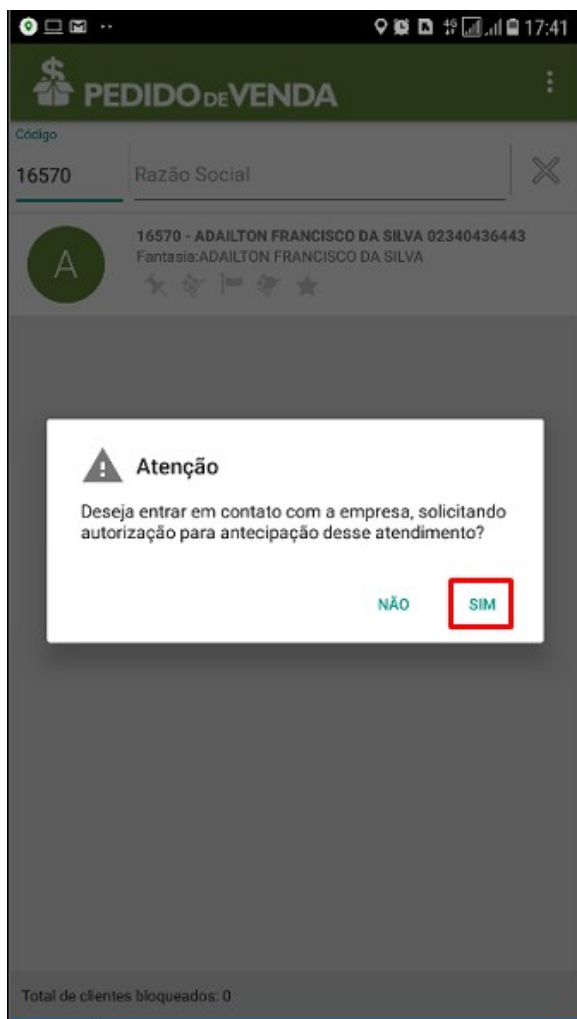 17:41
PEDIDO DE VENDA
Código
16570
Razão Social
A
16570 - ADAILTON FRANCISCO DA SILVA 02340436443
Fantasia:ADAILTON FRANCISCO DA SILVA
Atenção
Deseja entrar em contato com a empresa, solicitando
autorização para antecipação desse atendimento?
NÃO SIM
Total de clientes bloqueados: 0